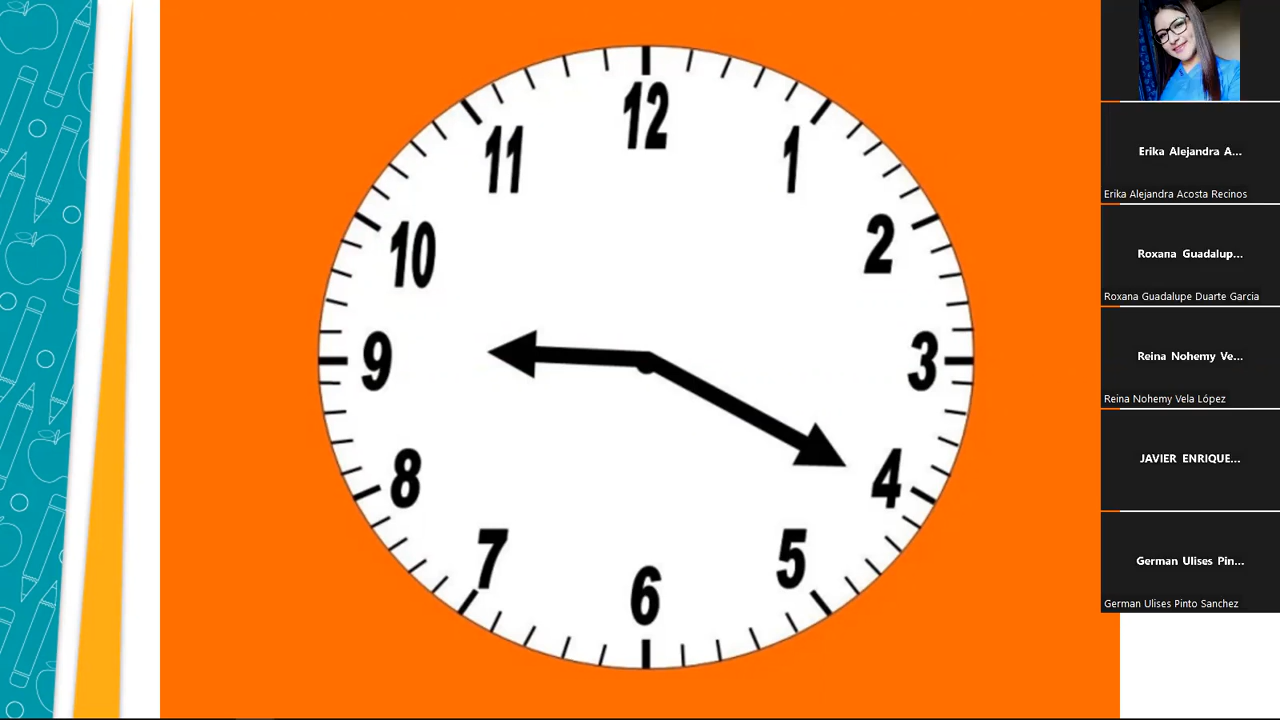 12
11
1
10
2
9
3
8
4
7
5
6
Erika Alejandra A...
Erika Alejandra Acosta Recinos
Roxana Guadalup...
Roxana Guadalupe Duarte Garcia
Reina Nohemy Ve...
Reina Nohemy Vela López
JAVIER ENRIQUE...
German Ulises Pin...
German Ulises Pinto Sanchez